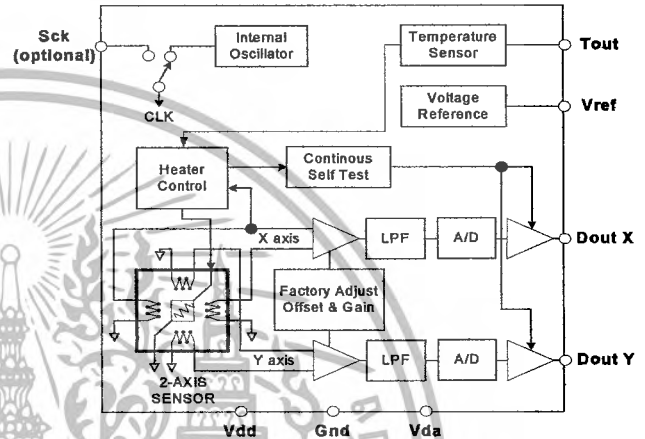 Sck
(optional)
Internal
Oscillator
CLK
Temperature
Sensor
Tout
Voltage
Reference
Vref
Heater
Control
Continous
Self Test
X axis
LPF
A/D
Dout X
Factory Adjust
Offset & Gain
Y axis
LPF
A/D
Dout Y
2-AXIS
SENSOR
Vdd
Gnd
Vda